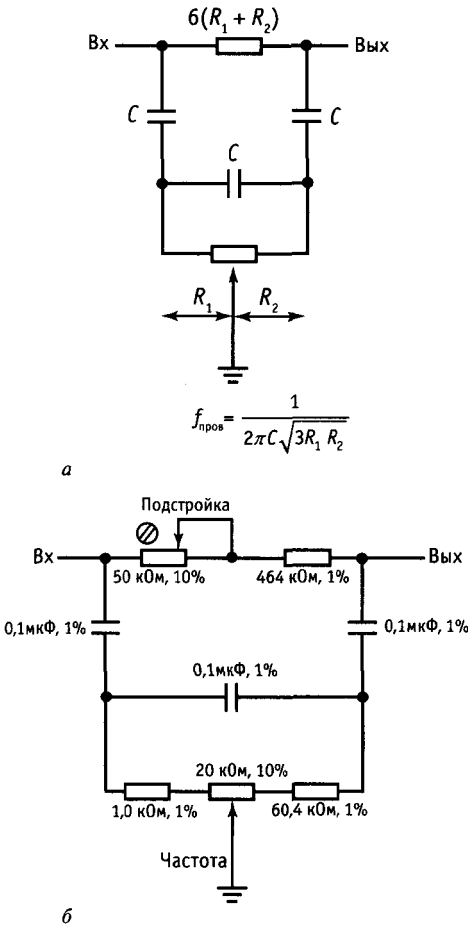 6(R₁ + R₂)
Вх
Вых
C
C
C
R₁
R₂
fпров= 1 / 2πC√3R₁ R₂
а
Подстройка
Вх
Вых
50 кОм, 10%
464 кОм, 1%
0,1мкФ, 1%
0,1мкФ, 1%
0,1мкФ, 1%
20 кОм, 10%
1,0 кОм, 1%
60,4 кОм, 1%
Частота
б